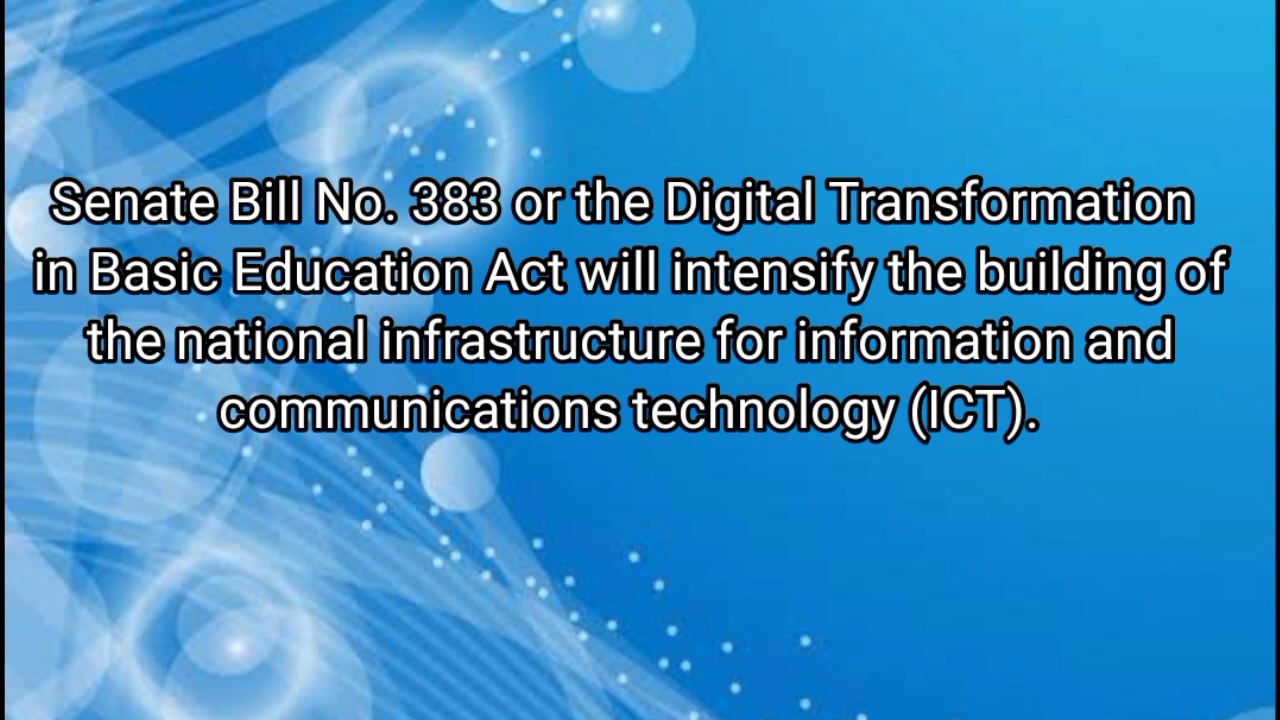 Senate Bill No. 383 or the Digital Transformation
in Basic Education Act will intensify the building of
the national infrastructure for information and
communications technology (ICT).